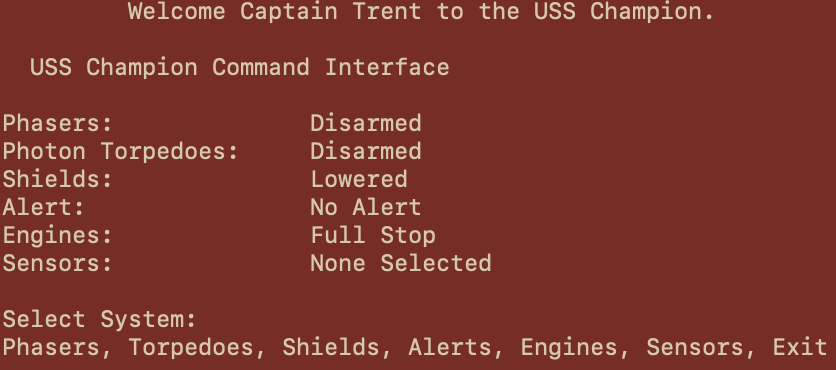 Welcome Captain Trent to the USS Champion.
USS Champion Command Interface
Phasers: Disarmed
Photon Torpedoes: Disarmed
Shields: Lowered
Alert: No Alert
Engines: Full Stop
Sensors: None Selected
Select System:
Phasers, Torpedoes, Shields, Alerts, Engines, Sensors, Exit